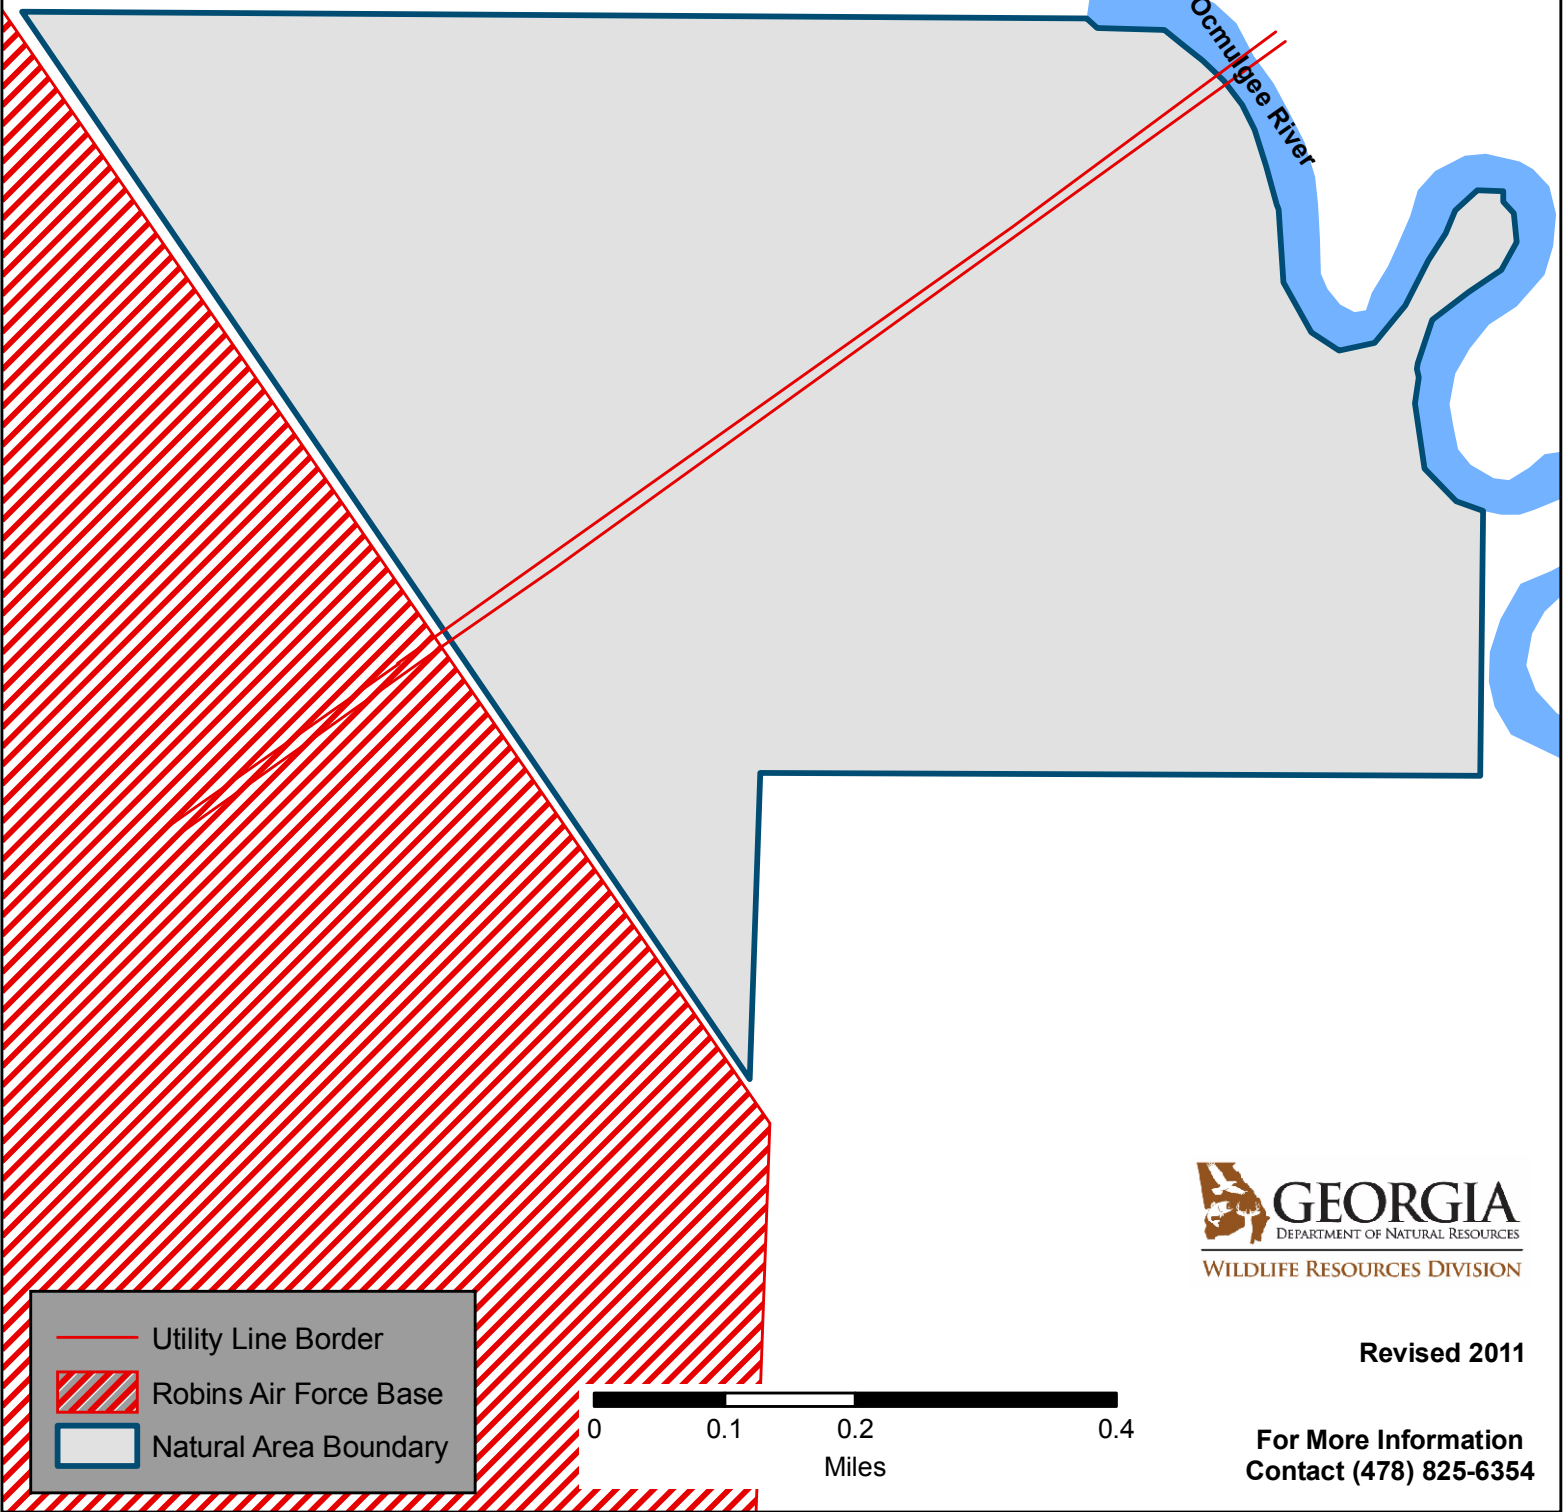 Ocmulgee River
GEORGIA
DEPARTMENT OF NATURAL RESOURCES
WILDLIFE RESOURCES DIVISION
Utility Line Border
Robins Air Force Base
Natural Area Boundary
0 0.1 0.2 0.4
Miles
Revised 2011
For More Information
Contact (478) 825-6354